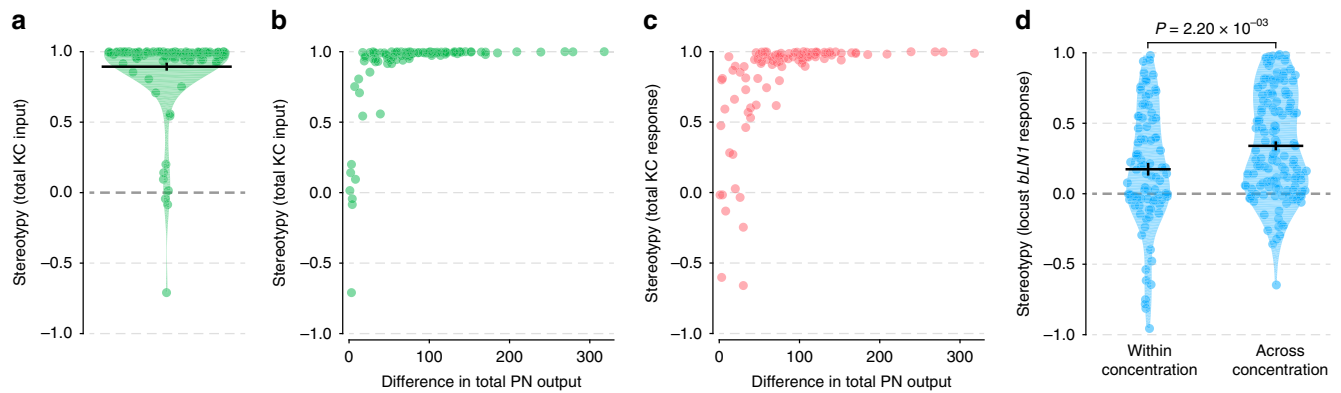 a
Stereotypy (total KC input)
1.0
0.5
0.0
–0.5
–1.0
b
Stereotypy (total KC input)
1.0
0.5
0.0
–0.5
–1.0
0 100 200 300
Difference in total PN output
c
Stereotypy (total KC response)
1.0
0.5
0.0
–0.5
–1.0
0 100 200 300
Difference in total PN output
d
P = 2.20 × 10⁻⁰³
Stereotypy (locust bLN1 response)
1.0
0.5
0.0
–0.5
–1.0
Within
concentration
Across
concentration